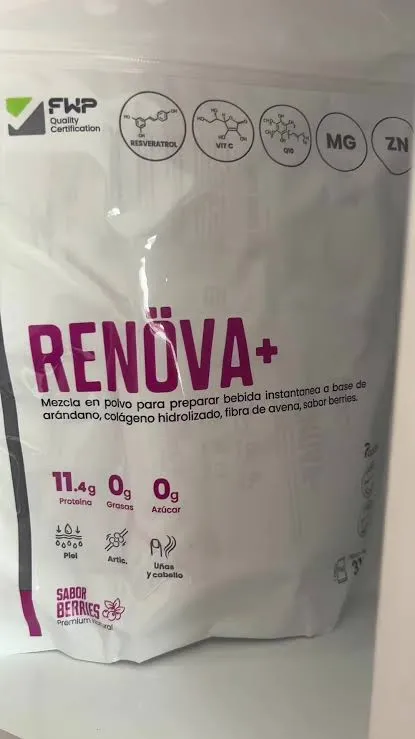 FWP
Quality
Certification
RESVERATROL
VIT C
Q10
MG
ZN
RENÖVA+
Mezcla en polvo para preparar bebida instantanea a base de
arándano, colágeno hidrolizado, fibra de avena, sabor berries.
11.4g 0g 0g
Proteína Grasas Azúcar
Piel Artic. Uñas
y cabello
SABOR
BERRIES
Premium